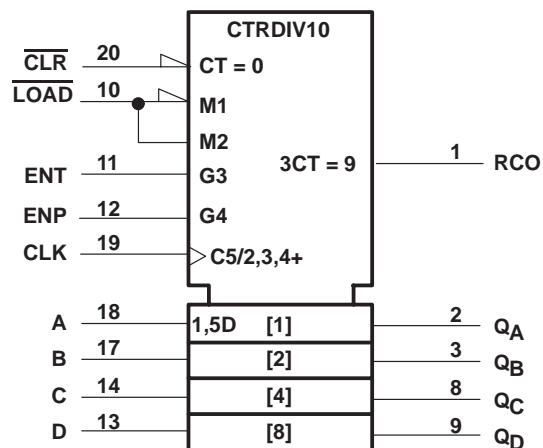 CTRDIV10
C̅L̅R̅ 20 CT = 0
L̅O̅A̅D̅ 10 M1
M2
ENT 11 G3 3CT = 9 1 RCO
ENP 12 G4
CLK 19 C5/2,3,4+
A 18 1,5D [1] 2 QA
B 17 [2] 3 QB
C 14 [4] 8 QC
D 13 [8] 9 QD